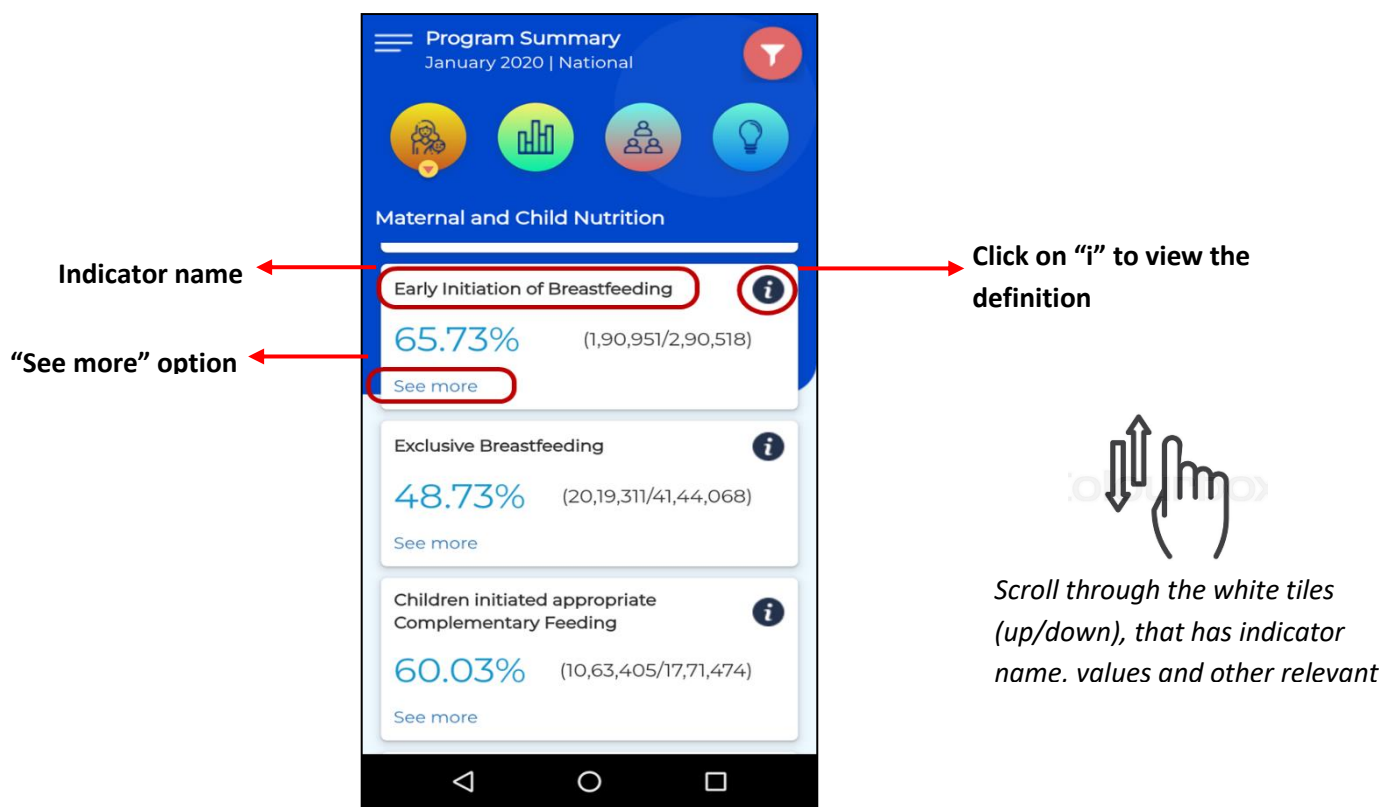 Program Summary
January 2020 | National
Maternal and Child Nutrition
Indicator name
Early Initiation of Breastfeeding
i
Click on “i” to view the
definition
65.73%
(1,90,951/2,90,518)
“See more” option
See more
Exclusive Breastfeeding
i
48.73%
(20,19,311/41,44,068)
See more
Children initiated appropriate
Complementary Feeding
i
60.03%
(10,63,405/17,71,474)
See more
Scroll through the white tiles
(up/down), that has indicator
name, values and other relevant